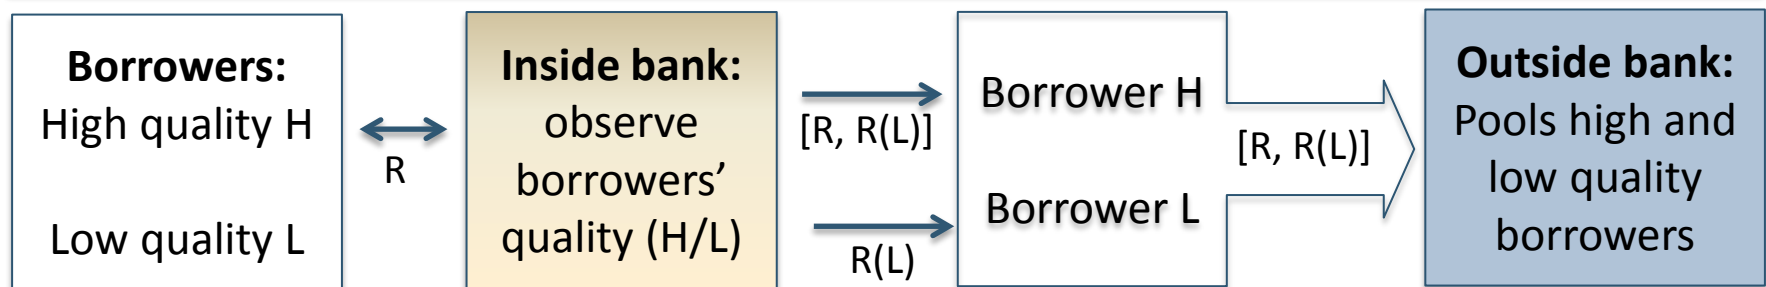 Borrowers:
High quality H
Low quality L
R
Inside bank:
observe
borrowers’
quality (H/L)
[R, R(L)]
R(L)
Borrower H
Borrower L
[R, R(L)]
Outside bank:
Pools high and
low quality
borrowers